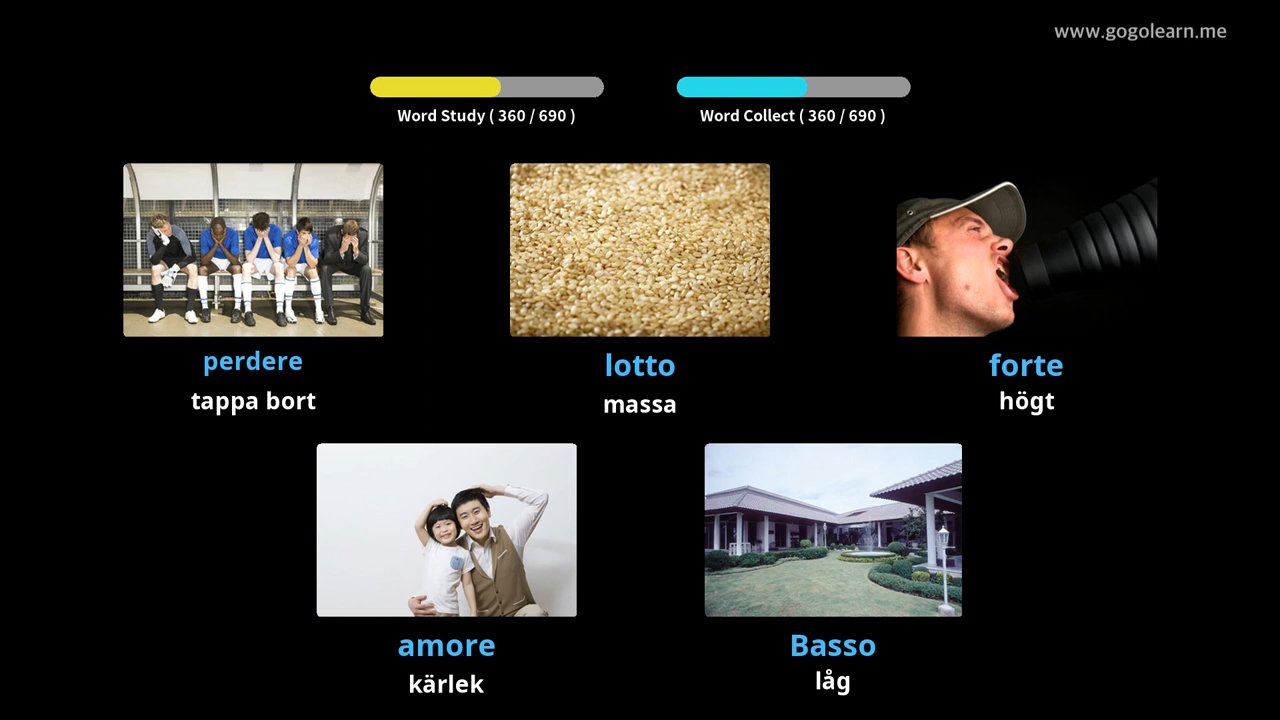 www.gogolearn.me
Word Study ( 360 / 690 )
Word Collect ( 360 / 690 )
perdere
tappa bort
lotto
massa
forte
högt
amore
kärlek
Basso
låg